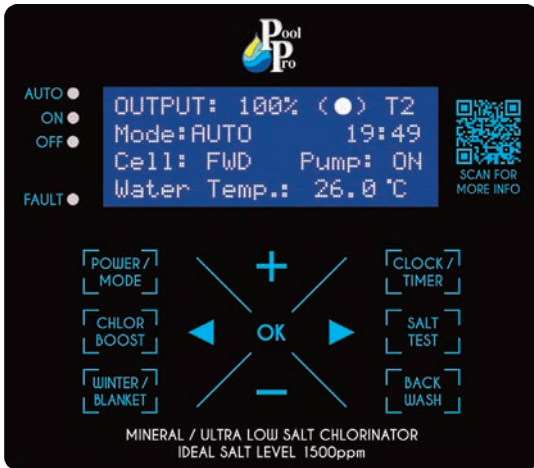 Pool
Pro
AUTO
ON
OFF
FAULT
OUTPUT: 100% (●) T2
Mode:AUTO 19:49
Cell: FWD Pump: ON
Water Temp.: 26.0℃
SCAN FOR
MORE INFO
POWER/
MODE
CHLOR
BOOST
WINTER/
BLANKET
+
OK
−
CLOCK/
TIMER
SALT
TEST
BACK
WASH
MINERAL / ULTRA LOW SALT CHLORINATOR
IDEAL SALT LEVEL 1500ppm